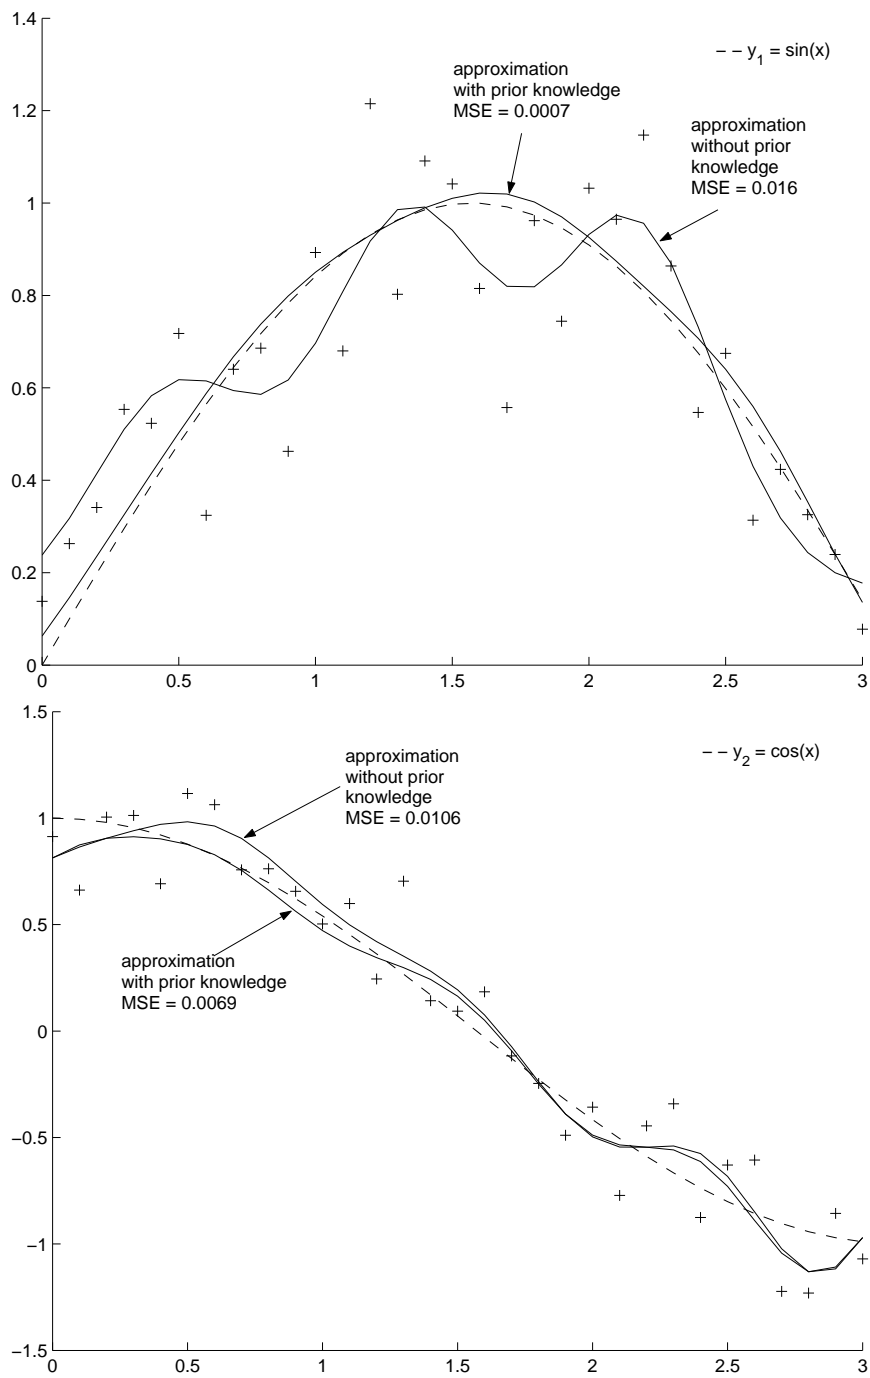 1.4
– – y1 = sin(x)
approximation
with prior knowledge
MSE = 0.0007
1.2
approximation
without prior
knowledge
MSE = 0.016
1
0.8
0.6
0.4
0.2
0
0 0.5 1 1.5 2 2.5 3
1.5
– – y2 = cos(x)
approximation
without prior
knowledge
MSE = 0.0106
1
0.5
approximation
with prior knowledge
MSE = 0.0069
0
−0.5
−1
−1.5
0 0.5 1 1.5 2 2.5 3